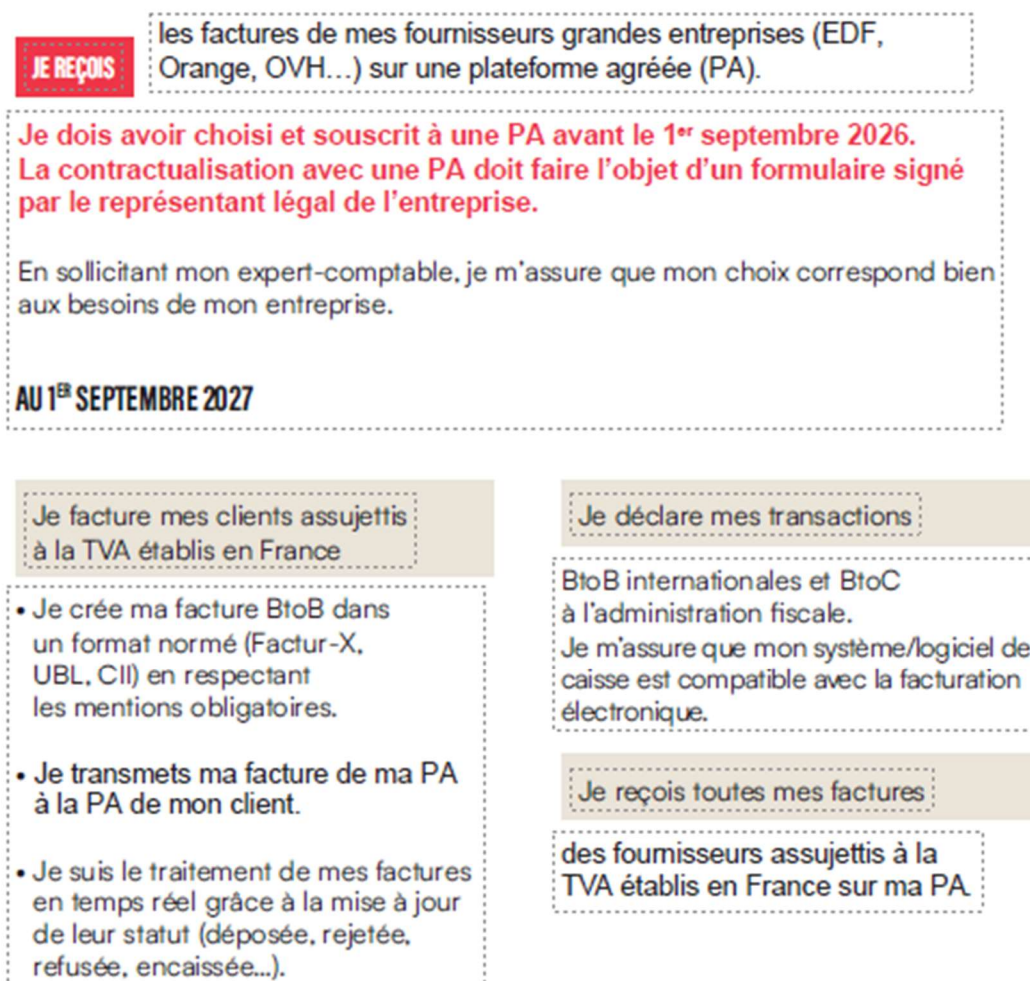 JE REÇOIS
les factures de mes fournisseurs grandes entreprises (EDF,
Orange, OVH...) sur une plateforme agréée (PA).
Je dois avoir choisi et souscrit à une PA avant le 1er septembre 2026.
La contractualisation avec une PA doit faire l'objet d'un formulaire signé
par le représentant légal de l'entreprise.
En sollicitant mon expert-comptable, je m'assure que mon choix correspond bien
aux besoins de mon entreprise.
AU 1ER SEPTEMBRE 2027
Je facture mes clients assujettis
à la TVA établis en France
• Je crée ma facture BtoB dans
un format normé (Factur-X,
UBL, CII) en respectant
les mentions obligatoires.
• Je transmets ma facture de ma PA
à la PA de mon client.
• Je suis le traitement de mes factures
en temps réel grâce à la mise à jour
de leur statut (déposée, rejetée,
refusée, encaissée...).
Je déclare mes transactions
BtoB internationales et BtoC
à l'administration fiscale.
Je m'assure que mon système/logiciel de
caisse est compatible avec la facturation
électronique.
Je reçois toutes mes factures
des fournisseurs assujettis à la
TVA établis en France sur ma PA.